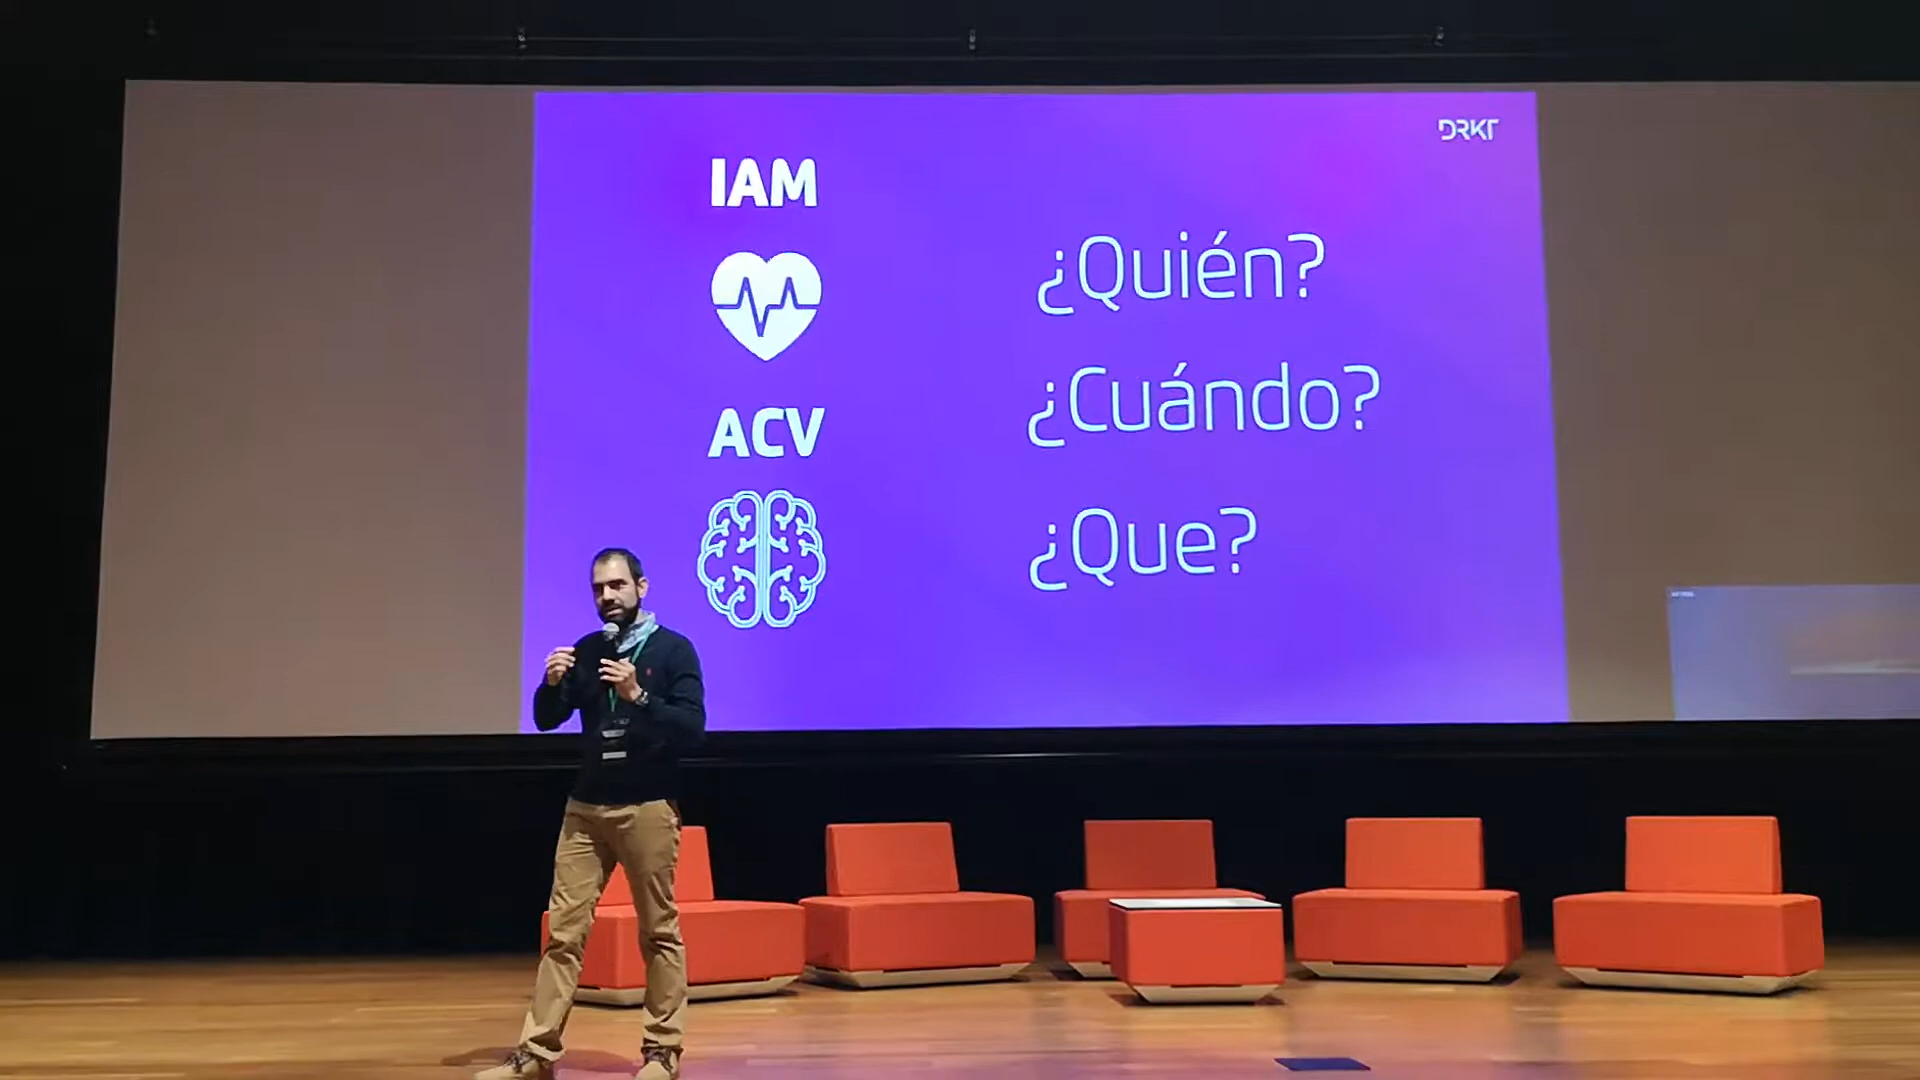 DRKT
IAM
ACV
¿Quién?
¿Cuándo?
¿Que?